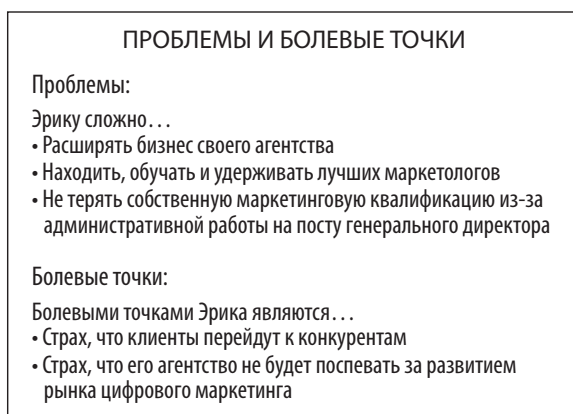 ПРОБЛЕМЫ И БОЛЕВЫЕ ТОЧКИ
Проблемы:
Эрику сложно…
• Расширять бизнес своего агентства
• Находить, обучать и удерживать лучших маркетологов
• Не терять собственную маркетинговую квалификацию из-за
административной работы на посту генерального директора
Болевые точки:
Болевыми точками Эрика являются…
• Страх, что клиенты перейдут к конкурентам
• Страх, что его агентство не будет поспевать за развитием
рынка цифрового маркетинга